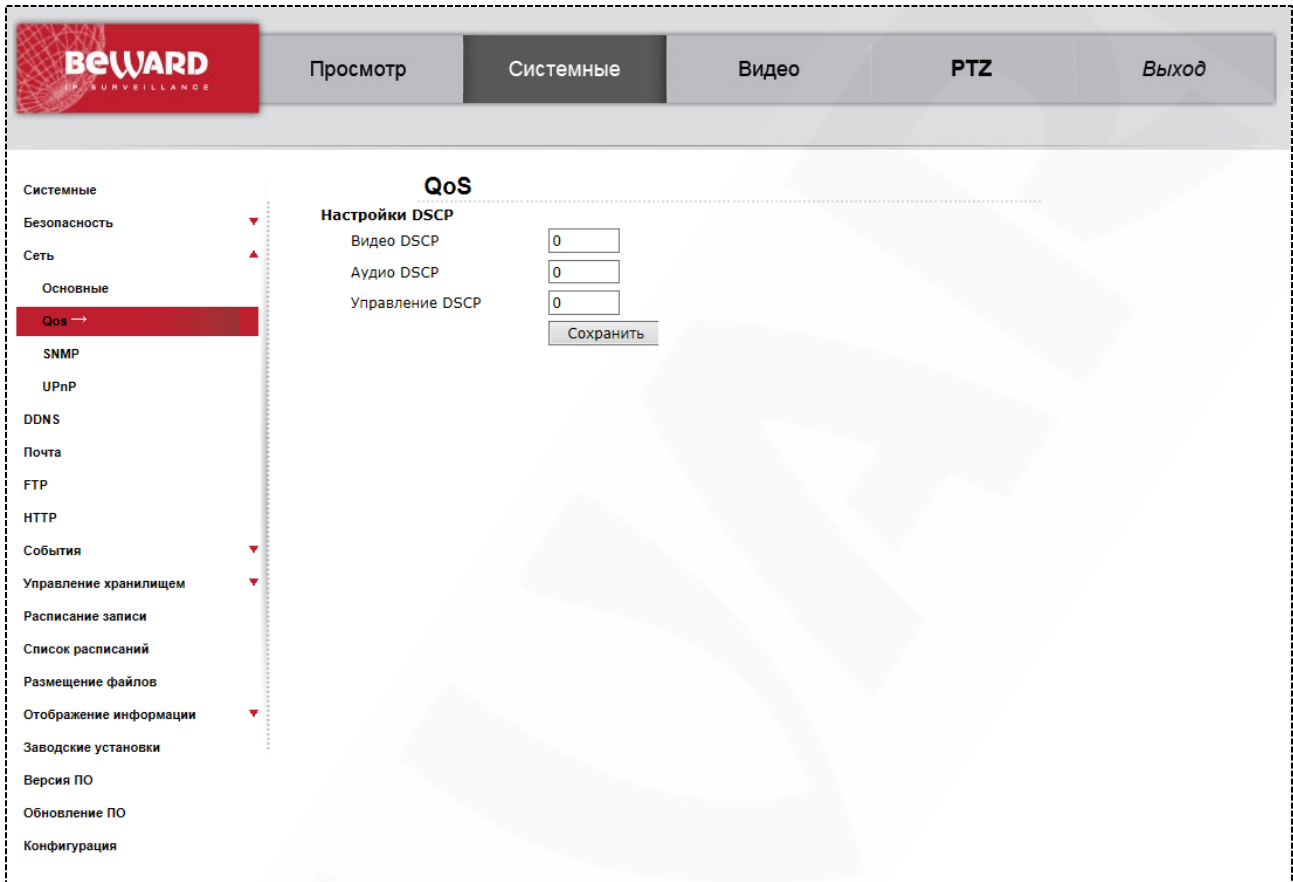 BEWARD
IP SURVEILLANCE
Просмотр
Системные
Видео
PTZ
Выход
Системные
Безопасность
Сеть
Основные
Qos →
SNMP
UPnP
DDNS
Почта
FTP
HTTP
События
Управление хранилищем
Расписание записи
Список расписаний
Размещение файлов
Отображение информации
Заводские установки
Версия ПО
Обновление ПО
Конфигурация
QoS
Настройки DSCP
Видео DSCP 0
Аудио DSCP 0
Управление DSCP 0
Сохранить